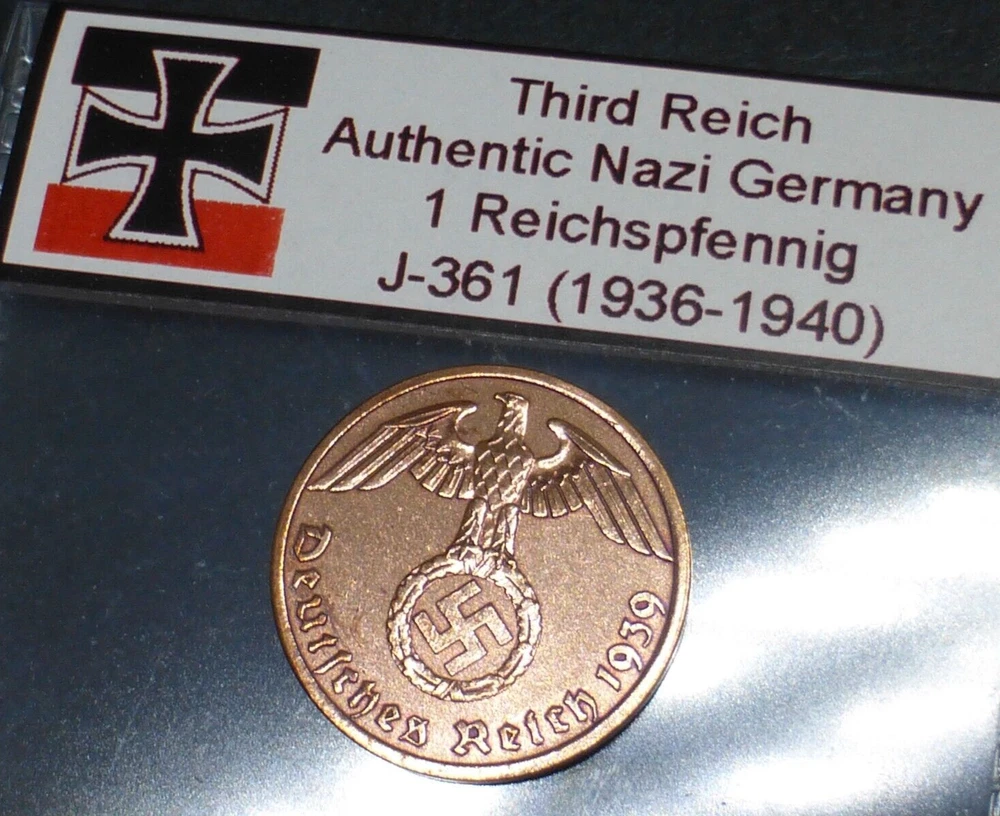 Third Reich
Authentic Nazi Germany
1 Reichspfennig
J-361 (1936-1940)
Deutſches Reich 1939